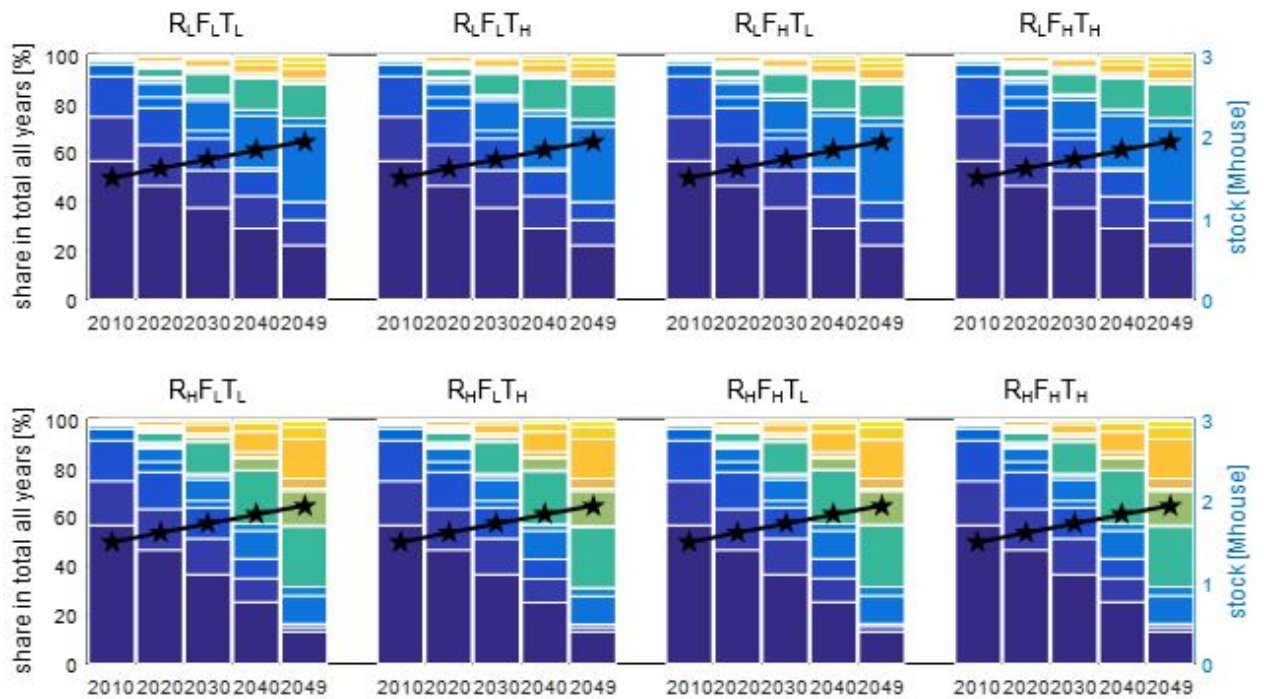 RLFLTL RLFLTH RLFHTL RLFHTH
share in total all years [%]
100
80
60
40
20
0
3
2
1
0
stock [Mhouse]
2010 2020 2030 2040 2049 2010 2020 2030 2040 2049 2010 2020 2030 2040 2049 2010 2020 2030 2040 2049
RHFLTL RHFLTH RHFHTL RHFHTH
share in total all years [%]
100
80
60
40
20
0
3
2
1
0
stock [Mhouse]
2010 2020 2030 2040 2049 2010 2020 2030 2040 2049 2010 2020 2030 2040 2049 2010 2020 2030 2040 2049